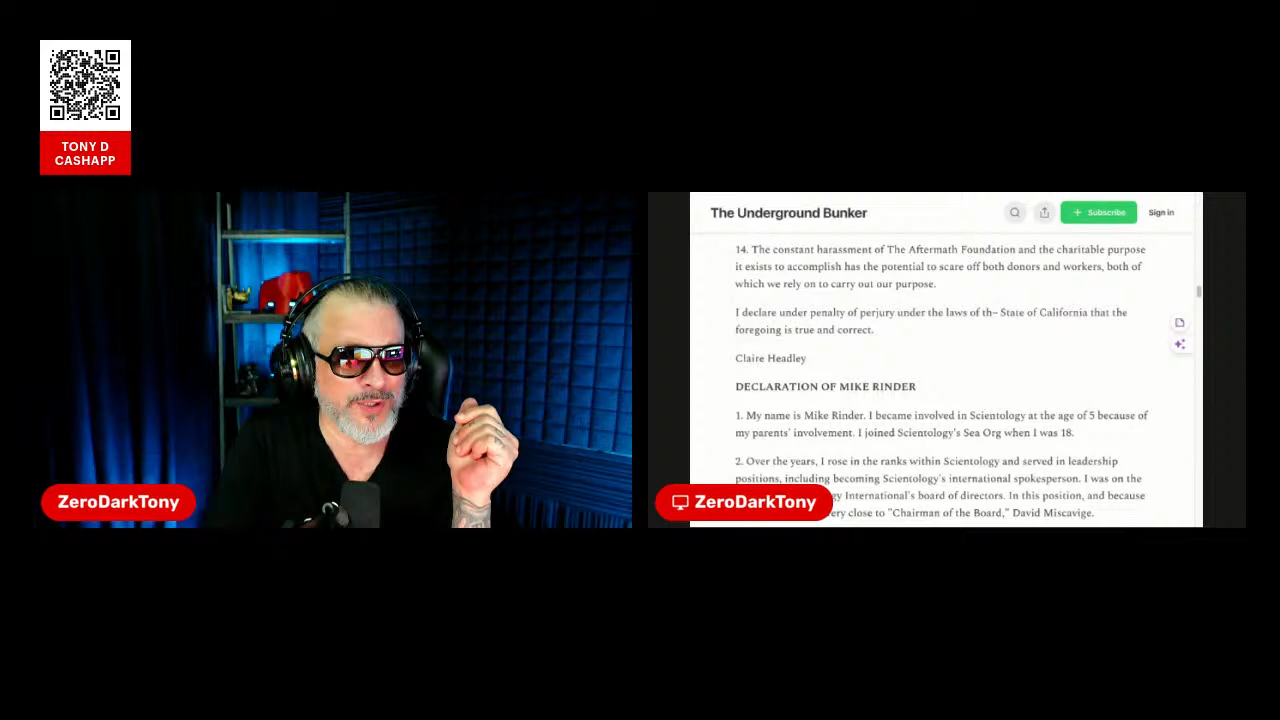 TONY D
CASHAPP
ZeroDarkTony
The Underground Bunker
Subscribe
Sign in
14. The constant harassment of The Aftermath Foundation and the charitable purpose
it exists to accomplish has the potential to scare off both donors and workers, both of
which we rely on to carry out our purpose.
I declare under penalty of perjury under the laws of th– State of California that the
foregoing is true and correct.
Claire Headley
DECLARATION OF MIKE RINDER
1. My name is Mike Rinder. I became involved in Scientology at the age of 5 because of
my parents' involvement. I joined Scientology's Sea Org when I was 18.
2. Over the years, I rose in the ranks within Scientology and served in leadership
positions, including becoming Scientology's international spokesperson. I was on the
gy International's board of directors. In this position, and because
ery close to "Chairman of the Board," David Miscavige.
ZeroDarkTony